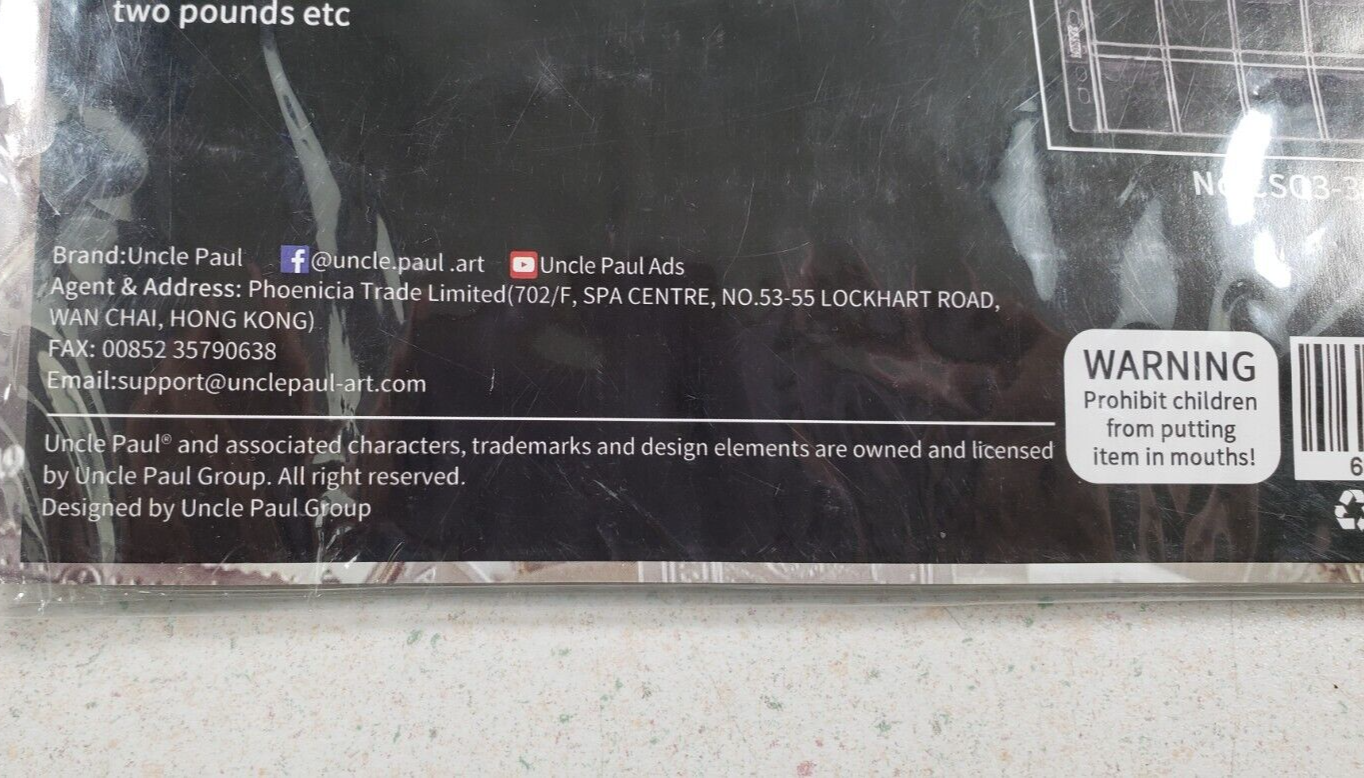 two pounds etc
Brand:Uncle Paul @uncle.paul .art Uncle Paul Ads
Agent & Address: Phoenicia Trade Limited(702/F, SPA CENTRE, NO.53-55 LOCKHART ROAD,
WAN CHAI, HONG KONG)
FAX: 00852 35790638
Email:support@unclepaul-art.com
Uncle Paul® and associated characters, trademarks and design elements are owned and licensed
by Uncle Paul Group. All right reserved.
Designed by Uncle Paul Group
WARNING
Prohibit children
from putting
item in mouths!
6